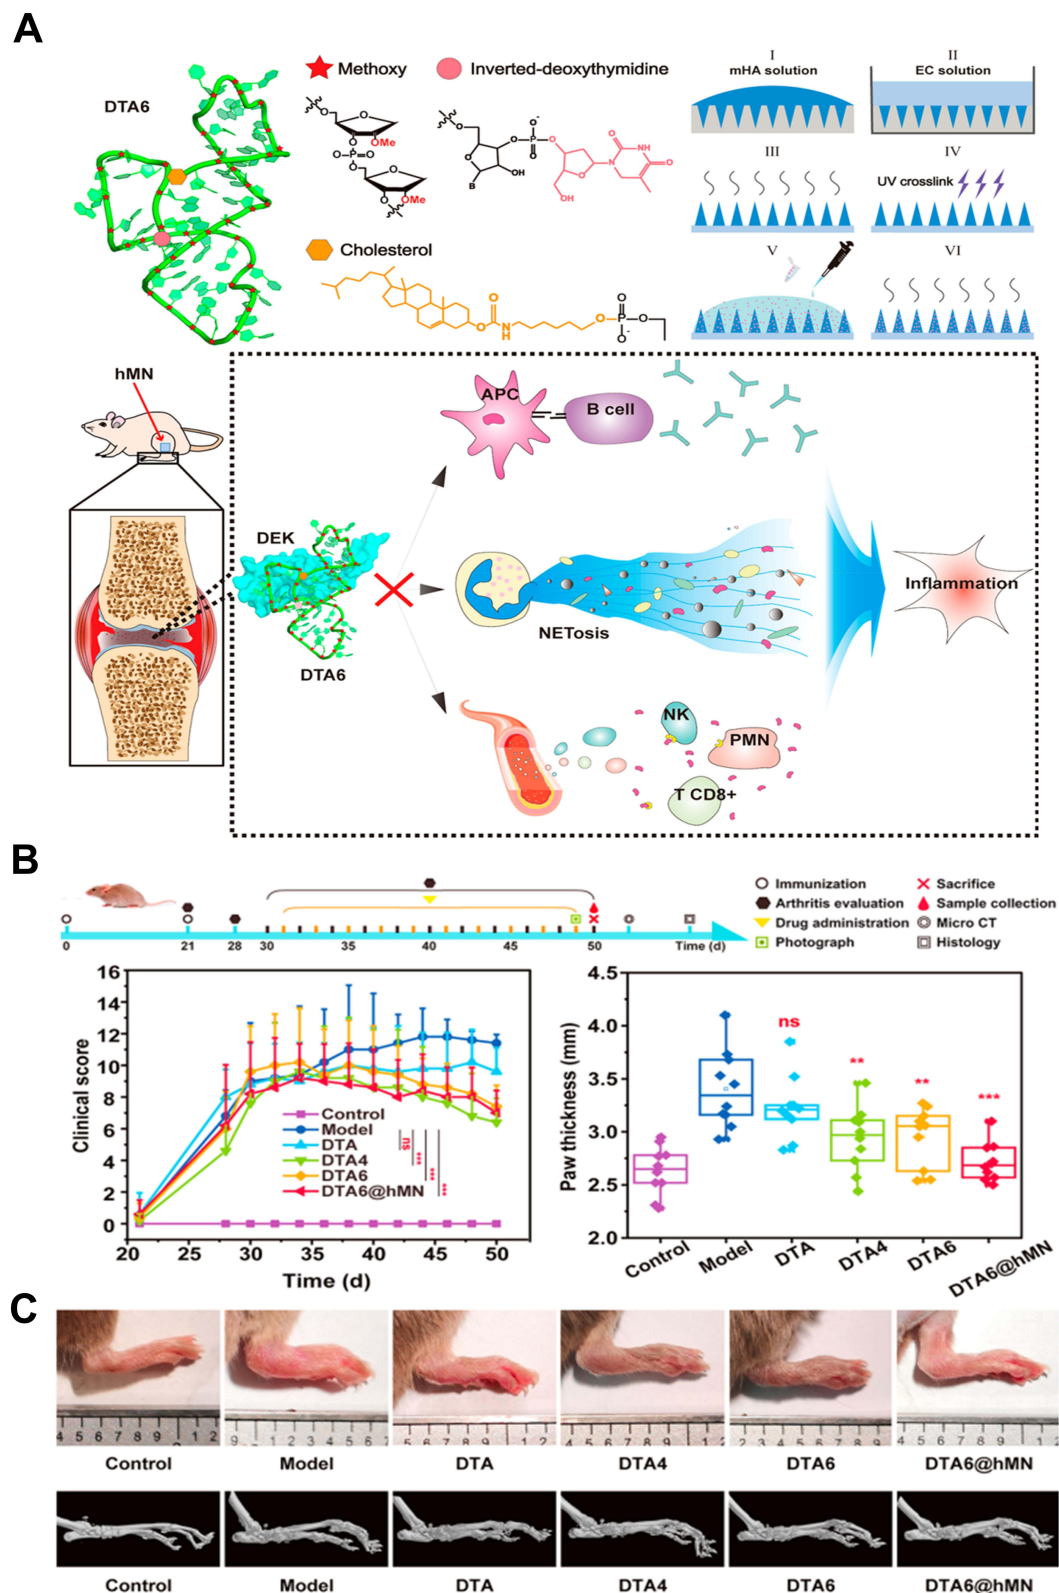 A
DTA6
Methoxy
Inverted-deoxythymidine
OMe
OMe
OH
OH
B
NH
Cholesterol
I
mHA solution
II
EC solution
III
IV
UV crosslink
V
VI
hMN
APC
B cell
DEK
DTA6
NETosis
Inflammation
NK
PMN
T CD8+
B
0
21
28
30
35
40
45
50
Time (d)
Immunization
Sacrifice
Arthritis evaluation
Sample collection
Drug administration
Micro CT
Photograph
Histology
16
14
12
10
8
6
4
2
0
Clinical score
20 25 30 35 40 45 50
Time (d)
Control
Model
DTA
DTA4
DTA6
DTA6@hMN
ns
***
***
***
4.5
4.0
3.5
3.0
2.5
2.0
Paw thickness (mm)
ns
**
**
***
Control Model DTA DTA4 DTA6 DTA6@hMN
C
Control Model DTA DTA4 DTA6 DTA6@hMN
Control Model DTA DTA4 DTA6 DTA6@hMN